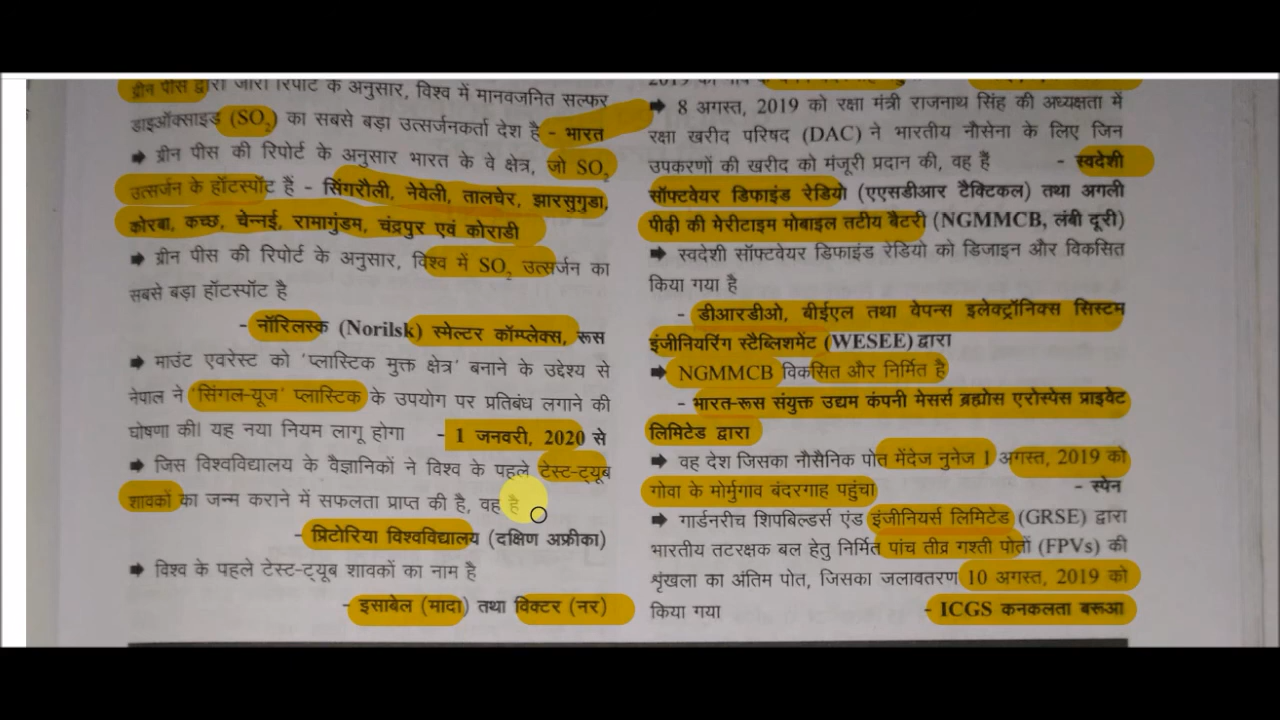 ग्रीन पीस द्वारा जारी रिपोर्ट के अनुसार, विश्व में मानवजनित सल्फर
डाइऑक्साइड (SO₂) का सबसे बड़ा उत्सर्जनकर्ता देश है - भारत
➡ ग्रीन पीस की रिपोर्ट के अनुसार भारत के वे क्षेत्र, जो SO₂
उत्सर्जन के हॉटस्पॉट हैं - सिंगरौली, नेवेली, तालचेर, झारसुगुडा,
कोरबा, कच्छ, चेन्नई, रामागुंडम, चंद्रपुर एवं कोराडी
➡ ग्रीन पीस की रिपोर्ट के अनुसार, विश्व में SO₂ उत्सर्जन का
सबसे बड़ा हॉटस्पॉट है
- नॉरिलस्क (Norilsk) स्मेल्टर कॉम्प्लेक्स, रूस
➡ माउंट एवरेस्ट को 'प्लास्टिक मुक्त क्षेत्र' बनाने के उद्देश्य से
नेपाल ने 'सिंगल-यूज' प्लास्टिक के उपयोग पर प्रतिबंध लगाने की
घोषणा की। यह नया नियम लागू होगा - 1 जनवरी, 2020 से
➡ जिस विश्वविद्यालय के वैज्ञानिकों ने विश्व के पहले टेस्ट-ट्यूब
शावकों का जन्म कराने में सफलता प्राप्त की है, वह है
- प्रिटोरिया विश्वविद्यालय (दक्षिण अफ्रीका)
➡ विश्व के पहले टेस्ट-ट्यूब शावकों का नाम है
- इसाबेल (मादा) तथा विक्टर (नर)
➡ 8 अगस्त, 2019 को रक्षा मंत्री राजनाथ सिंह की अध्यक्षता में
रक्षा खरीद परिषद (DAC) ने भारतीय नौसेना के लिए जिन
उपकरणों की खरीद को मंजूरी प्रदान की, वह हैं - स्वदेशी
सॉफ्टवेयर डिफाइंड रेडियो (एएसडीआर टैक्टिकल) तथा अगली
पीढ़ी की मेरीटाइम मोबाइल तटीय बैटरी (NGMMCB, लंबी दूरी)
➡ स्वदेशी सॉफ्टवेयर डिफाइंड रेडियो को डिजाइन और विकसित
किया गया है
- डीआरडीओ, बीईएल तथा वेपन्स इलेक्ट्रॉनिक्स सिस्टम
इंजीनियरिंग स्टैब्लिशमेंट (WESEE) द्वारा
➡ NGMMCB विकसित और निर्मित है
- भारत-रूस संयुक्त उद्यम कंपनी मेसर्स ब्रह्मोस एरोस्पेस प्राइवेट
लिमिटेड द्वारा
➡ वह देश जिसका नौसैनिक पोत मेंदेज नुनेज 1 अगस्त, 2019 को
गोवा के मोर्मुगाव बंदरगाह पहुंचा - स्पेन
➡ गार्डनरीच शिपबिल्डर्स एंड इंजीनियर्स लिमिटेड (GRSE) द्वारा
भारतीय तटरक्षक बल हेतु निर्मित पांच तीव्र गश्ती पोतों (FPVs) की
शृंखला का अंतिम पोत, जिसका जलावतरण 10 अगस्त, 2019 को
किया गया - ICGS कनकलता बरूआ